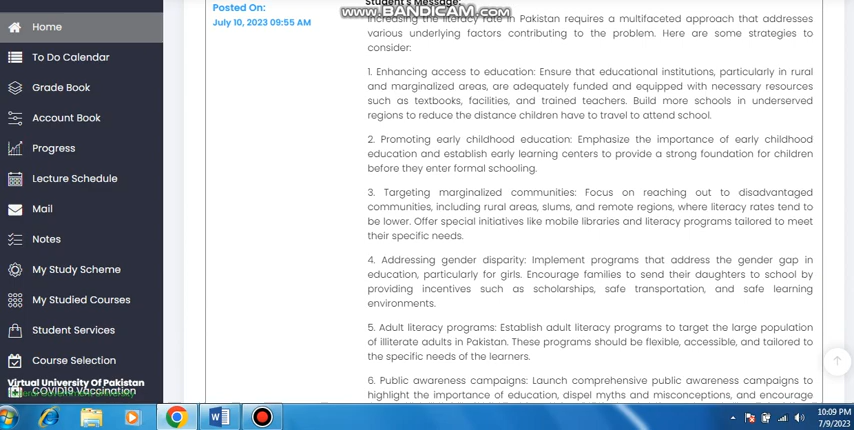 Home
To Do Calendar
Grade Book
Account Book
Progress
Lecture Schedule
Mail
Notes
My Study Scheme
My Studied Courses
Student Services
Course Selection
COVID19 Vaccination
Virtual University Of Pakistan
Posted On:
July 10, 2023 09:55 AM
Student's Message:
www.BANDICAM.com
Increasing the literacy rate in Pakistan requires a multifaceted approach that addresses
various underlying factors contributing to the problem. Here are some strategies to
consider:
1. Enhancing access to education: Ensure that educational institutions, particularly in rural
and marginalized areas, are adequately funded and equipped with necessary resources
such as textbooks, facilities, and trained teachers. Build more schools in underserved
regions to reduce the distance children have to travel to attend school.
2. Promoting early childhood education: Emphasize the importance of early childhood
education and establish early learning centers to provide a strong foundation for children
before they enter formal schooling.
3. Targeting marginalized communities: Focus on reaching out to disadvantaged
communities, including rural areas, slums, and remote regions, where literacy rates tend to
be lower. Offer special initiatives like mobile libraries and literacy programs tailored to meet
their specific needs.
4. Addressing gender disparity: Implement programs that address the gender gap in
education, particularly for girls. Encourage families to send their daughters to school by
providing incentives such as scholarships, safe transportation, and safe learning
environments.
5. Adult literacy programs: Establish adult literacy programs to target the large population
of illiterate adults in Pakistan. These programs should be flexible, accessible, and tailored to
the specific needs of the learners.
6. Public awareness campaigns: Launch comprehensive public awareness campaigns to
highlight the importance of education, dispel myths and misconceptions, and encourage
10:09 PM
7/9/2023